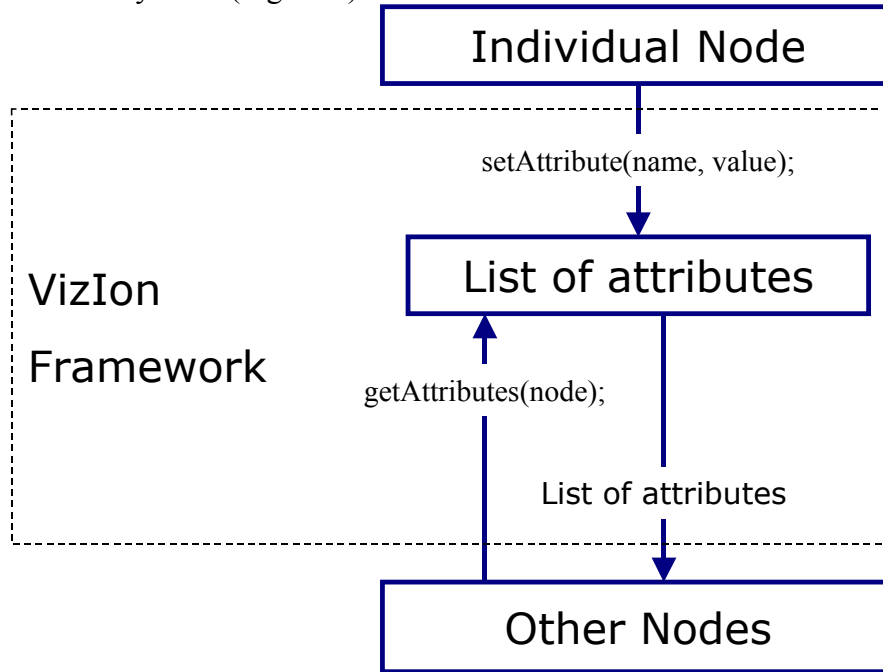 Individual Node
setAttribute(name, value);
List of attributes
VizIon
Framework
getAttributes(node);
List of attributes
Other Nodes